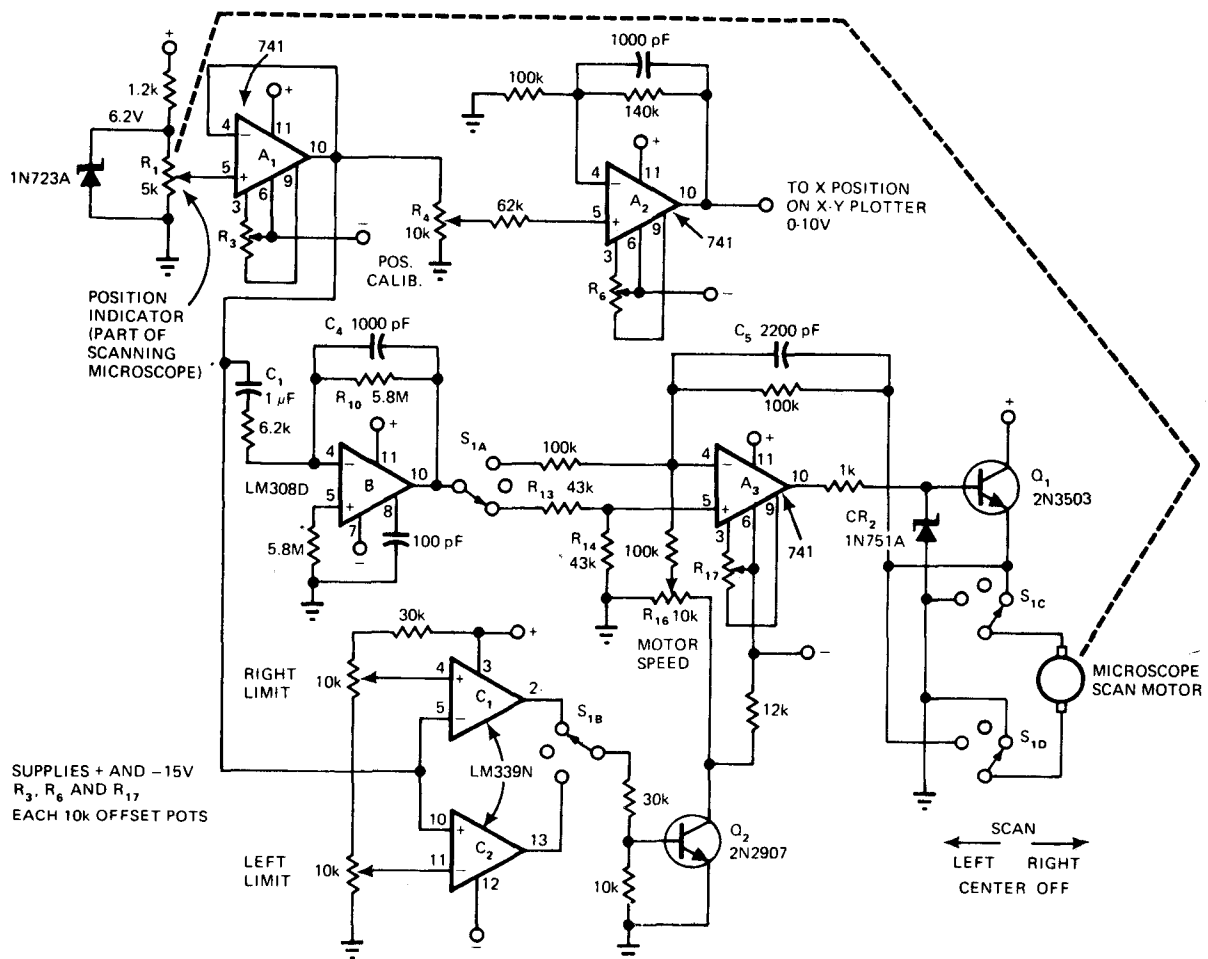 +
741
1.2k
6.2V
1N723A
R1
5k
4
−
5
+
A1
11
+
10
9
6
3
R3
−
POSITION
INDICATOR
(PART OF
SCANNING
MICROSCOPE)
R4
10k
POS.
CALIB.
62k
100k
1000 pF
140k
4
−
5
+
+
11
A2
10
9
6
3
R6
−
741
TO X POSITION
ON X-Y PLOTTER
0-10V
C1
1 μF
6.2k
C4 1000 pF
R10 5.8M
LM308D
4
−
5
+
+
11
B
10
8
7
−
5.8M
100 pF
S1A
100k
R13
43k
R14
43k
100k
R16 10k
MOTOR
SPEED
C5 2200 pF
100k
4
−
5
+
+
11
A3
10
9
6
3
R17
741
−
12k
1k
CR2
1N751A
+
Q1
2N3503
S1C
S1D
MICROSCOPE
SCAN MOTOR
30k
+
RIGHT
LIMIT
10k
4
+
5
−
3
C1
2
LM339N
S1B
10
+
11
−
C2
13
12
−
LEFT
LIMIT
10k
30k
10k
Q2
2N2907
SUPPLIES + AND −15V
R3, R6 AND R17
EACH 10k OFFSET POTS
SCAN
LEFT RIGHT
CENTER OFF